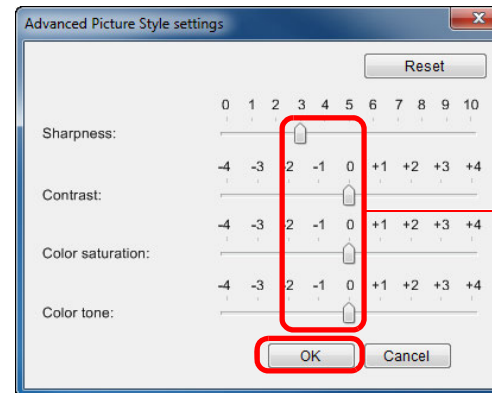 Advanced Picture Style settings
Reset
0 1 2 3 4 5 6 7 8 9 10
Sharpness:
-4 -3 -2 -1 0 +1 +2 +3 +4
Contrast:
-4 -3 -2 -1 0 +1 +2 +3 +4
Color saturation:
-4 -3 -2 -1 0 +1 +2 +3 +4
Color tone:
OK Cancel